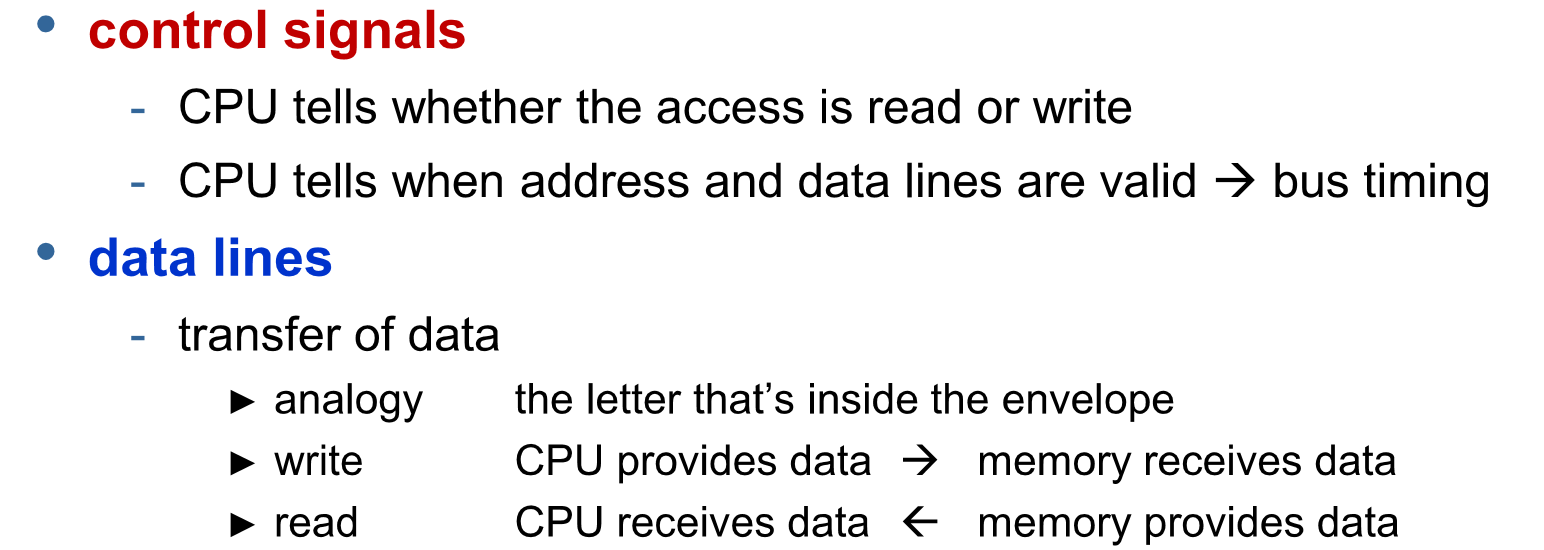 • control signals
- CPU tells whether the access is read or write
- CPU tells when address and data lines are valid → bus timing
• data lines
- transfer of data
► analogy the letter that’s inside the envelope
► write CPU provides data → memory receives data
► read CPU receives data ← memory provides data